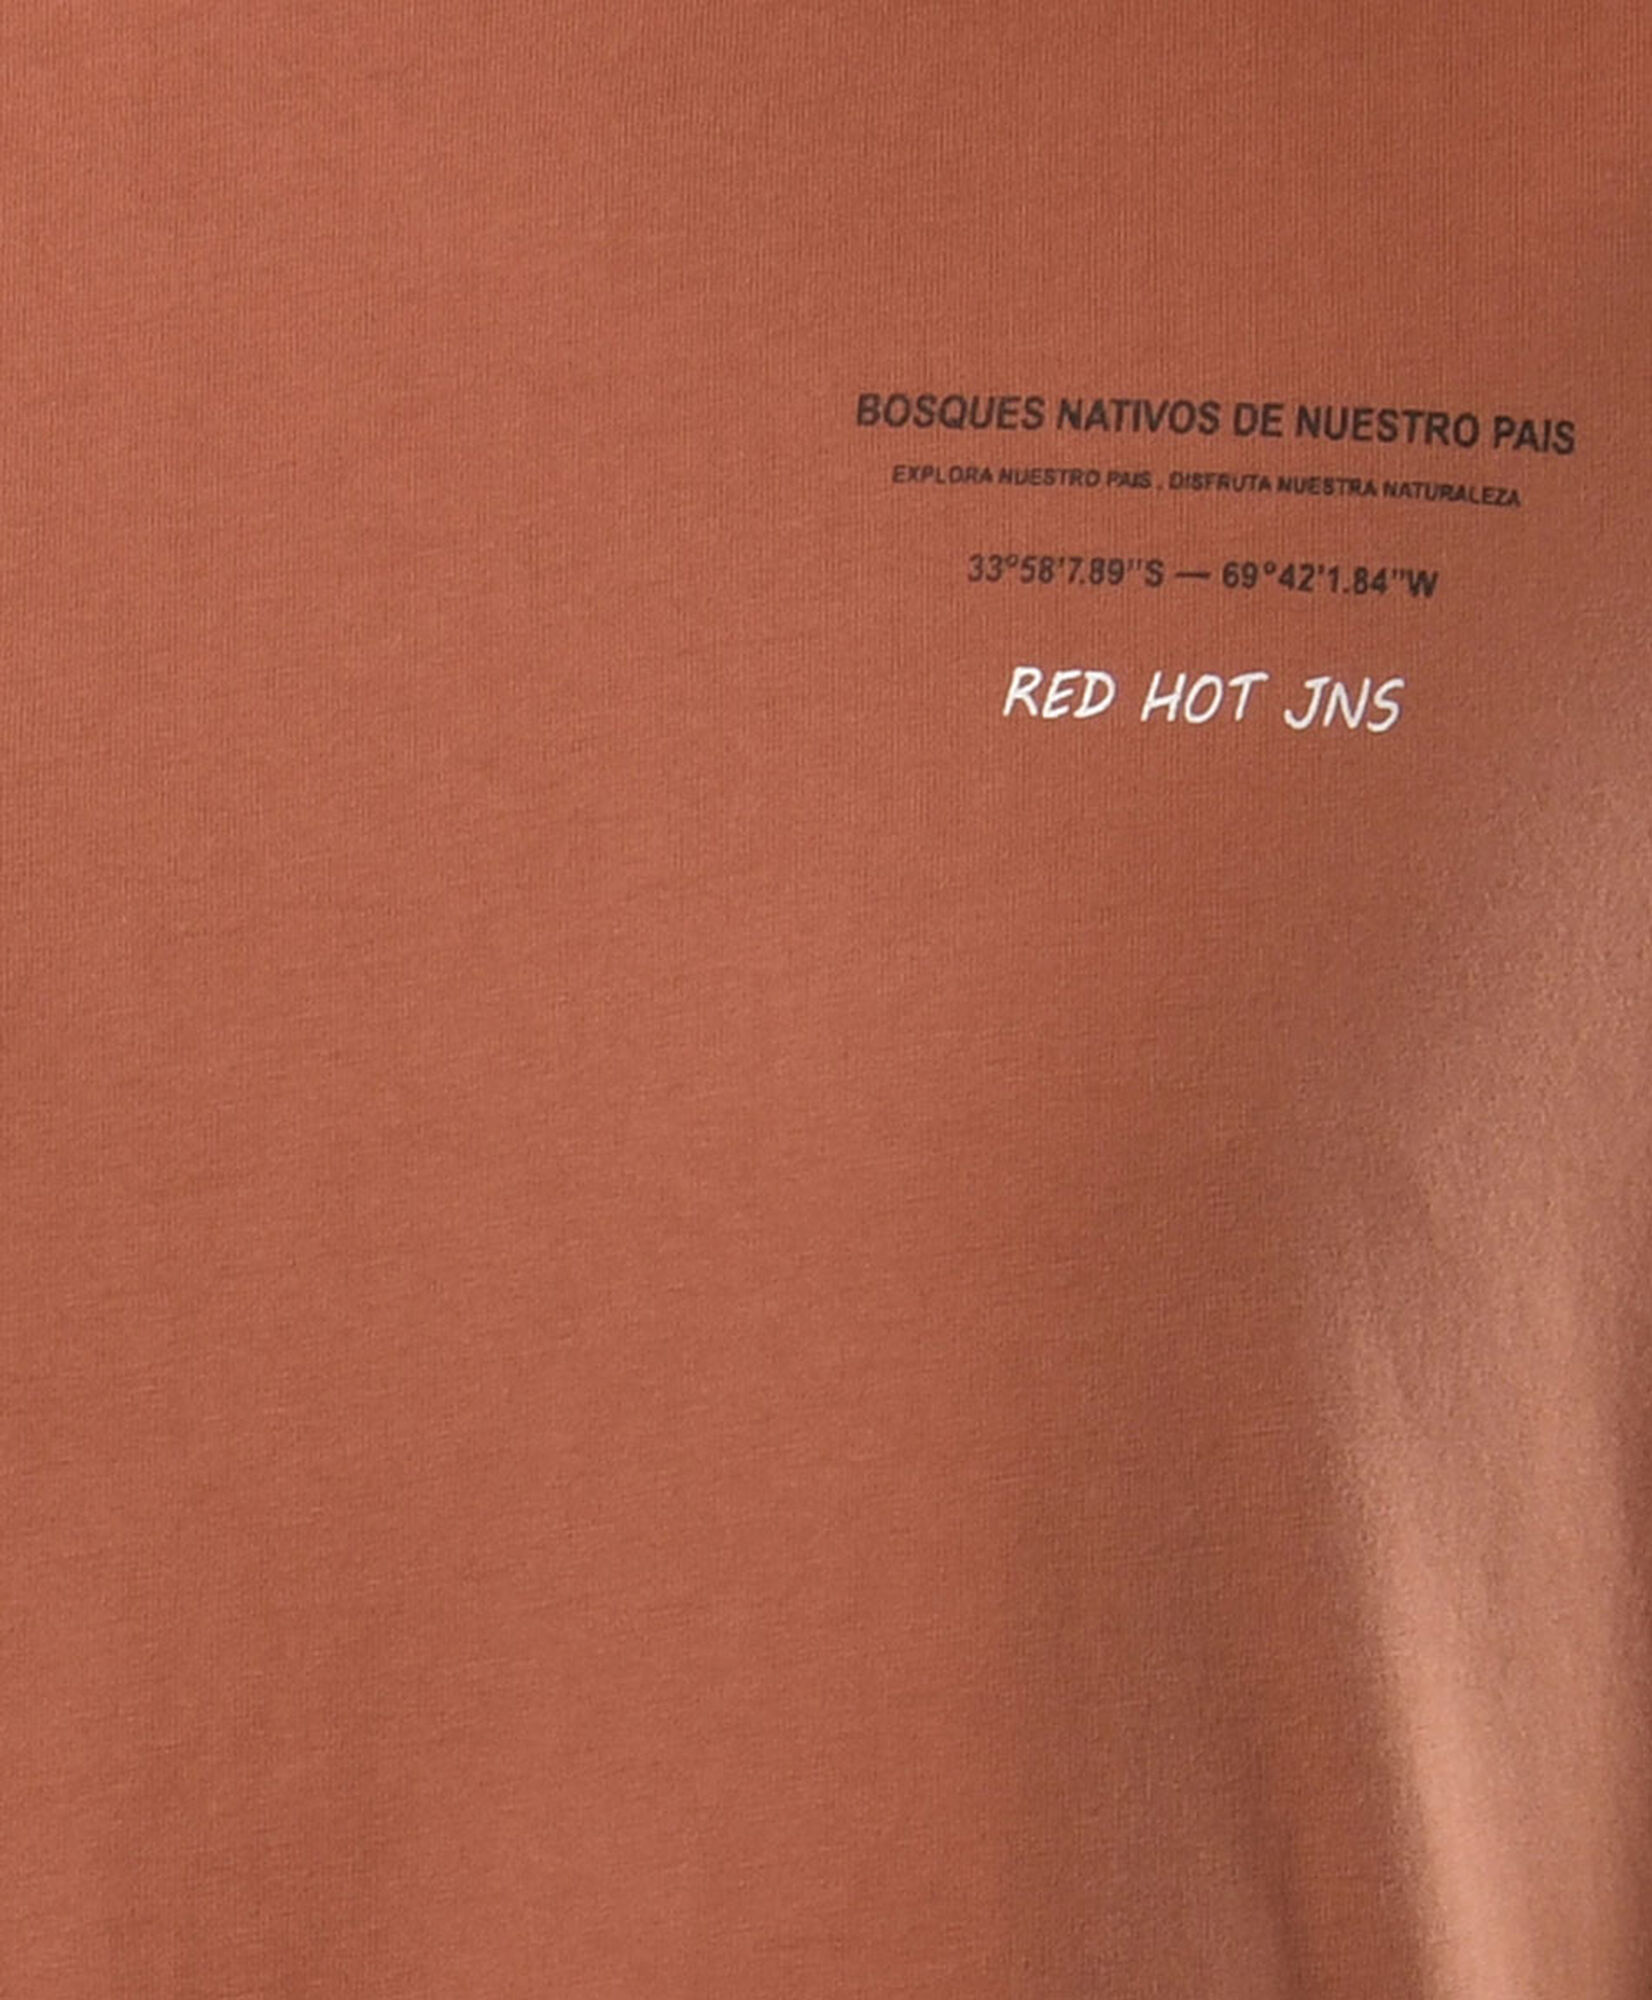 BOSQUES NATIVOS DE NUESTRO PAIS
EXPLORA NUESTRO PAIS , DISFRUTA NUESTRA NATURALEZA
33°58'7.89"S — 69°42'1.84"W
RED HOT JNS